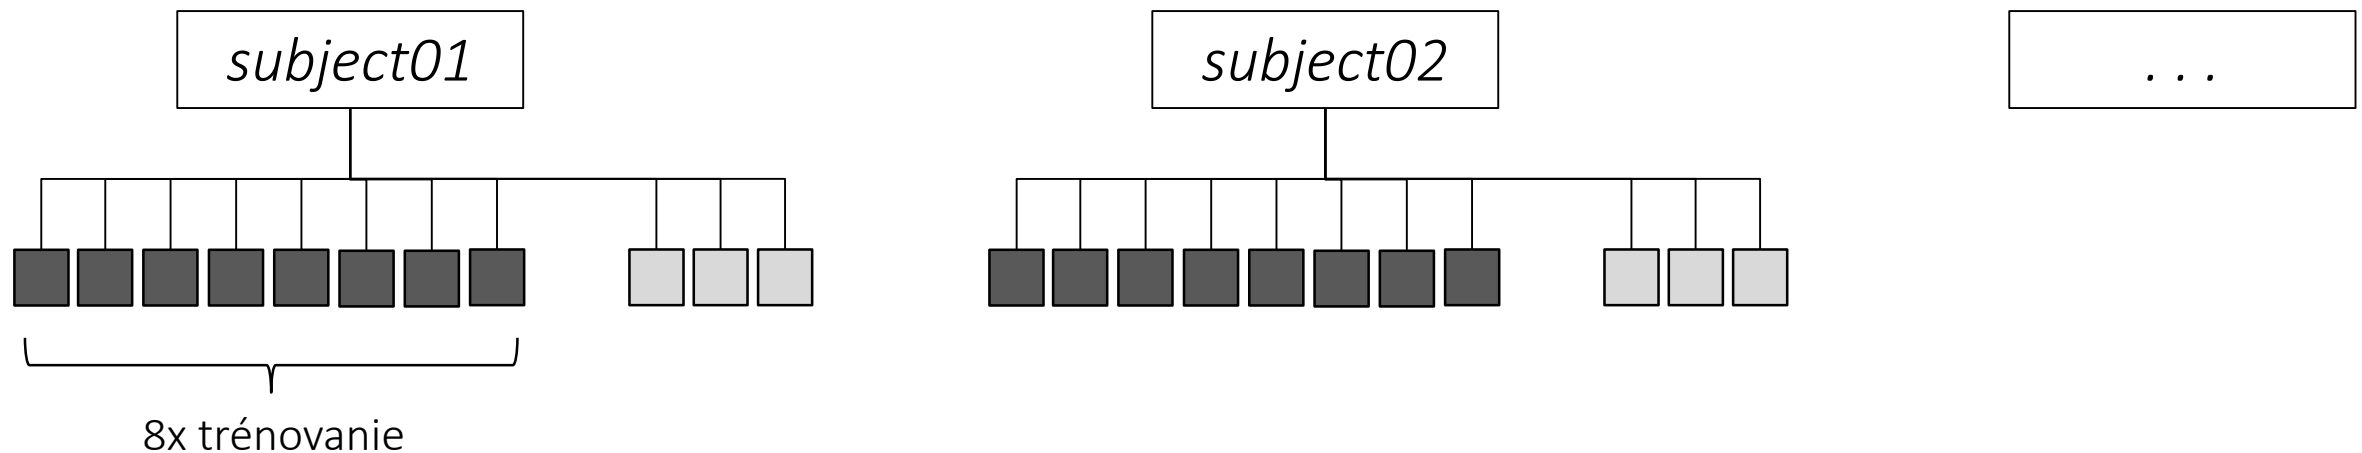 subject01
subject02
. . .
8x trénovanie